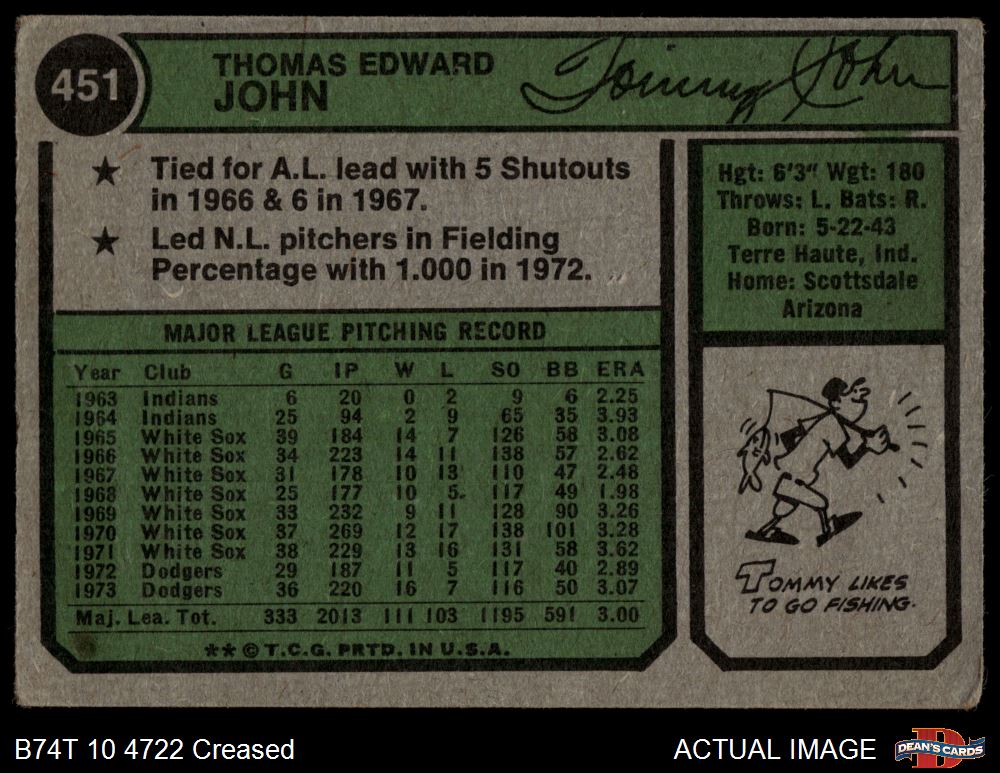 451
THOMAS EDWARD
JOHN
Tommy John
★ Tied for A.L. lead with 5 Shutouts
in 1966 & 6 in 1967.
★ Led N.L. pitchers in Fielding
Percentage with 1.000 in 1972.
Hgt: 6'3" Wgt: 180
Throws: L. Bats: R.
Born: 5-22-43
Terre Haute, Ind.
Home: Scottsdale
Arizona
MAJOR LEAGUE PITCHING RECORD
Year Club G IP W L SO BB ERA
1963 Indians 6 20 0 2 9 6 2.25
1964 Indians 25 94 2 9 65 35 3.93
1965 White Sox 39 184 14 7 126 58 3.08
1966 White Sox 34 223 14 11 138 57 2.62
1967 White Sox 31 178 10 13 110 47 2.48
1968 White Sox 25 177 10 5 117 49 1.98
1969 White Sox 33 232 9 11 128 90 3.26
1970 White Sox 37 269 12 17 138 101 3.28
1971 White Sox 38 229 13 16 131 58 3.62
1972 Dodgers 29 187 11 5 117 40 2.89
1973 Dodgers 36 220 16 7 116 50 3.07
Maj. Lea. Tot. 333 2013 111 103 1195 591 3.00
** © T.C.G. PRTD. IN U.S.A.
TOMMY LIKES
TO GO FISHING.
B74T 10 4722 Creased
ACTUAL IMAGE
DEAN'S CARDS